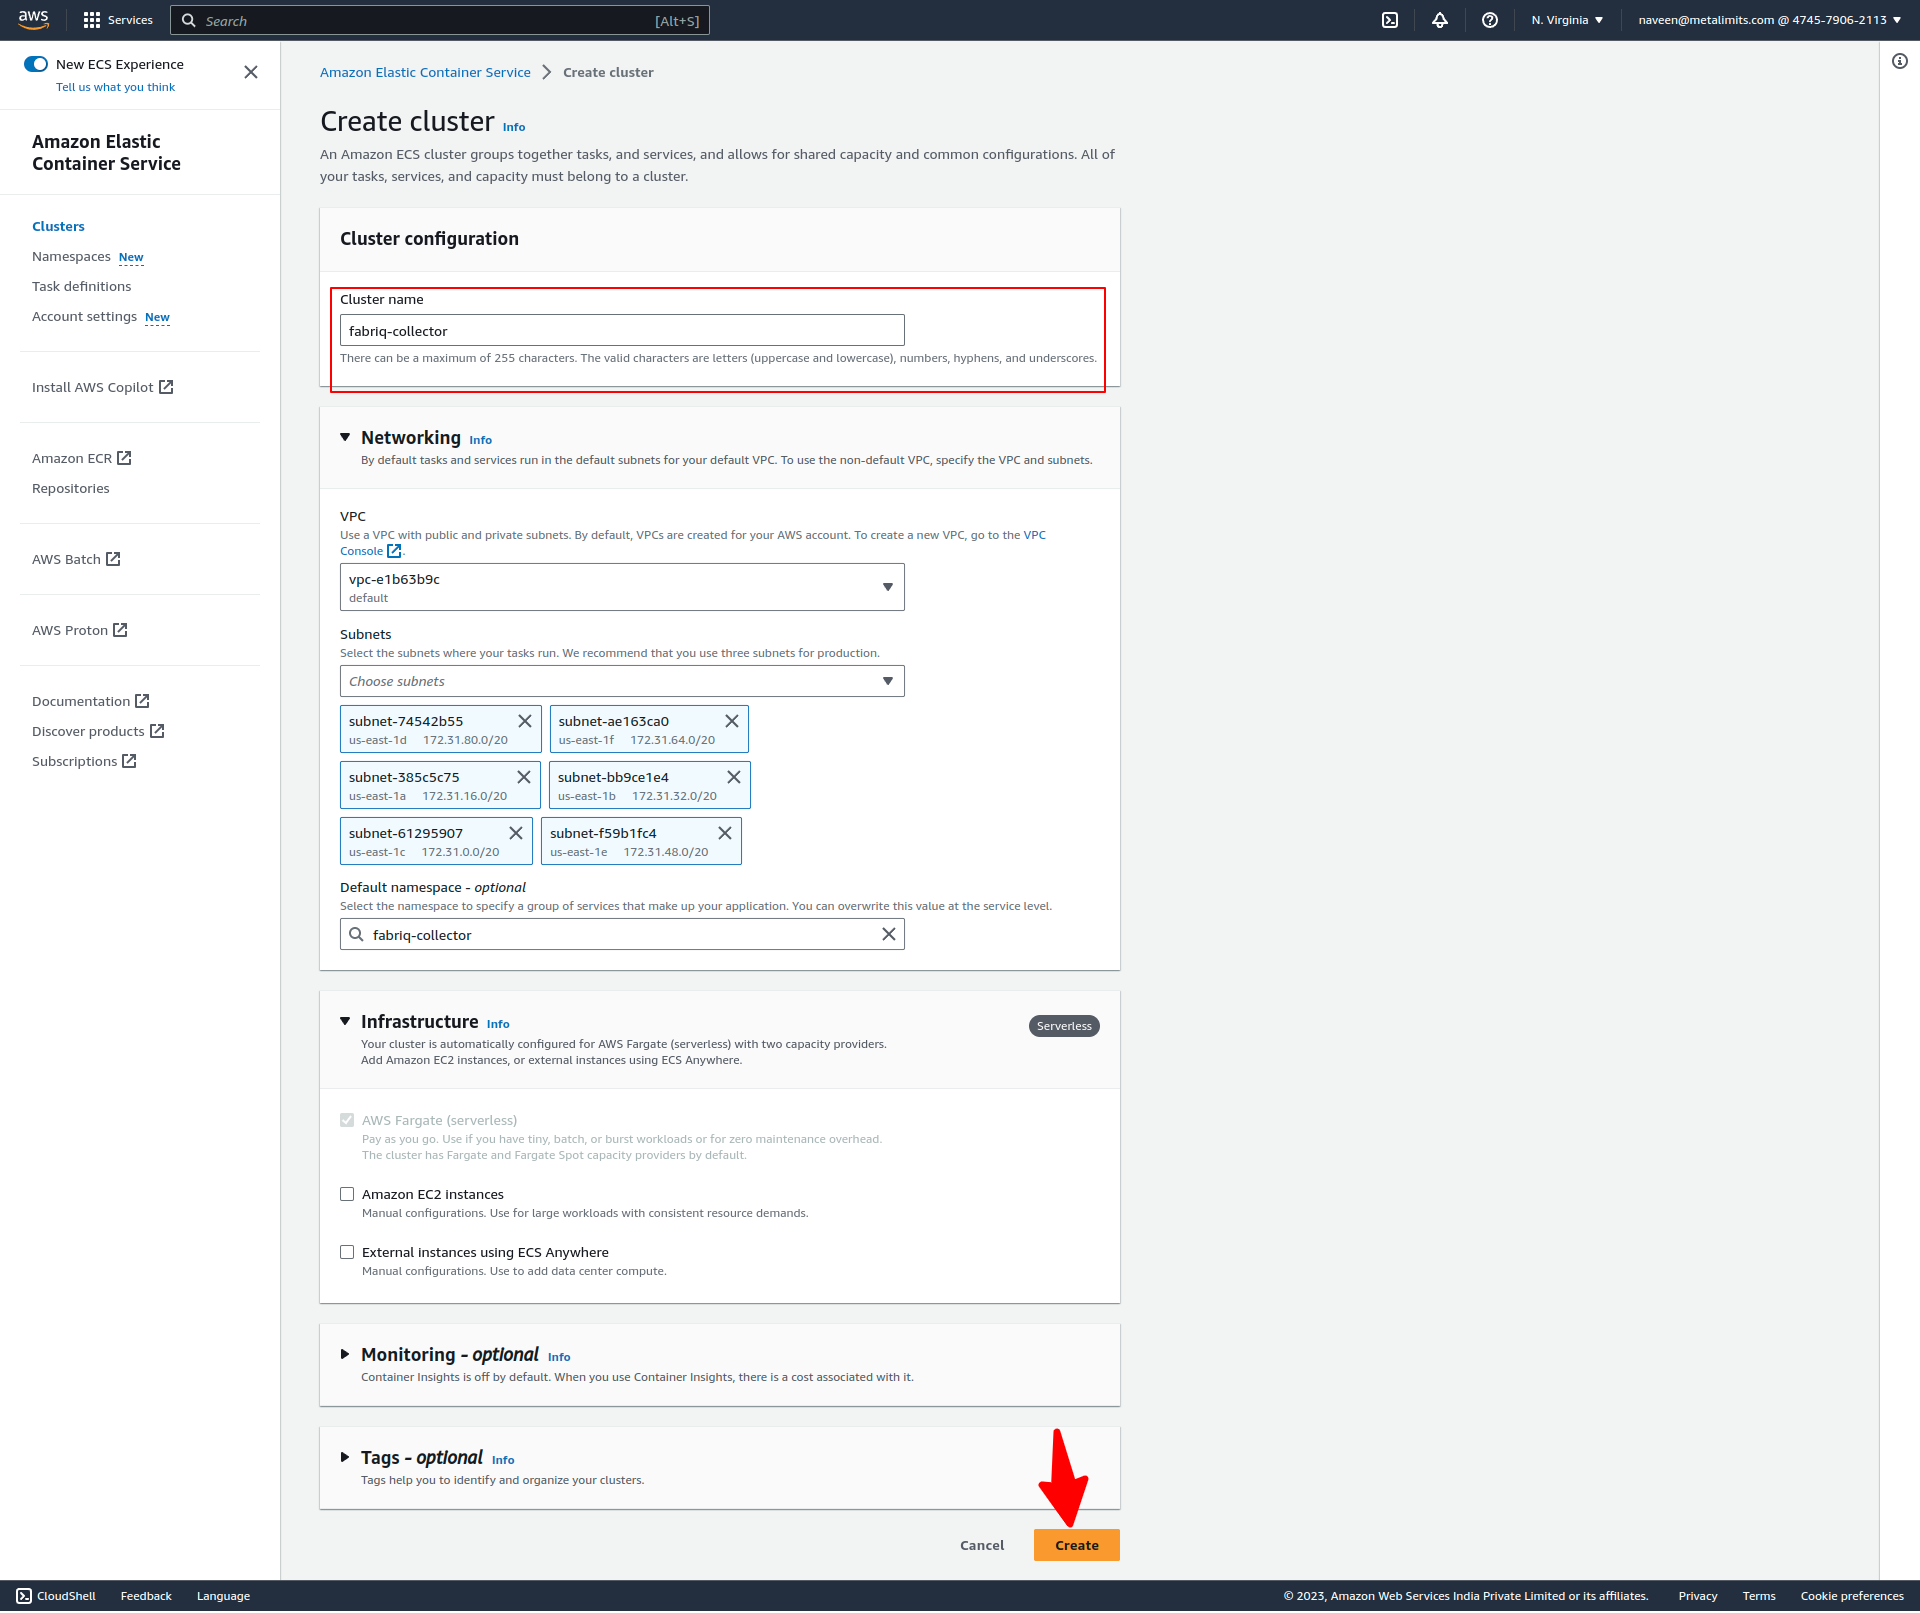 aws
Services
Search
[Alt+S]
N. Virginia
naveen@metalimits.com @ 4745-7906-2113
New ECS Experience
Tell us what you think
Amazon Elastic
Container Service
Clusters
Namespaces New
Task definitions
Account settings New
Install AWS Copilot
Amazon ECR
Repositories
AWS Batch
AWS Proton
Documentation
Discover products
Subscriptions
Amazon Elastic Container Service
Create cluster
Create cluster Info
An Amazon ECS cluster groups together tasks, and services, and allows for shared capacity and common configurations. All of
your tasks, services, and capacity must belong to a cluster.
Cluster configuration
Cluster name
fabriq-collector
There can be a maximum of 255 characters. The valid characters are letters (uppercase and lowercase), numbers, hyphens, and underscores.
Networking Info
By default tasks and services run in the default subnets for your default VPC. To use the non-default VPC, specify the VPC and subnets.
VPC
Use a VPC with public and private subnets. By default, VPCs are created for your AWS account. To create a new VPC, go to the VPC
Console .
vpc-e1b63b9c
default
Subnets
Select the subnets where your tasks run. We recommend that you use three subnets for production.
Choose subnets
subnet-74542b55
us-east-1d 172.31.80.0/20
subnet-ae163ca0
us-east-1f 172.31.64.0/20
subnet-385c5c75
us-east-1a 172.31.16.0/20
subnet-bb9ce1e4
us-east-1b 172.31.32.0/20
subnet-61295907
us-east-1c 172.31.0.0/20
subnet-f59b1fc4
us-east-1e 172.31.48.0/20
Default namespace - optional
Select the namespace to specify a group of services that make up your application. You can overwrite this value at the service level.
fabriq-collector
Infrastructure Info
Serverless
Your cluster is automatically configured for AWS Fargate (serverless) with two capacity providers.
Add Amazon EC2 instances, or external instances using ECS Anywhere.
AWS Fargate (serverless)
Pay as you go. Use if you have tiny, batch, or burst workloads or for zero maintenance overhead.
The cluster has Fargate and Fargate Spot capacity providers by default.
Amazon EC2 instances
Manual configurations. Use for large workloads with consistent resource demands.
External instances using ECS Anywhere
Manual configurations. Use to add data center compute.
Monitoring - optional Info
Container Insights is off by default. When you use Container Insights, there is a cost associated with it.
Tags - optional Info
Tags help you to identify and organize your clusters.
Cancel
Create
CloudShell
Feedback
Language
© 2023, Amazon Web Services India Private Limited or its affiliates.
Privacy
Terms
Cookie preferences